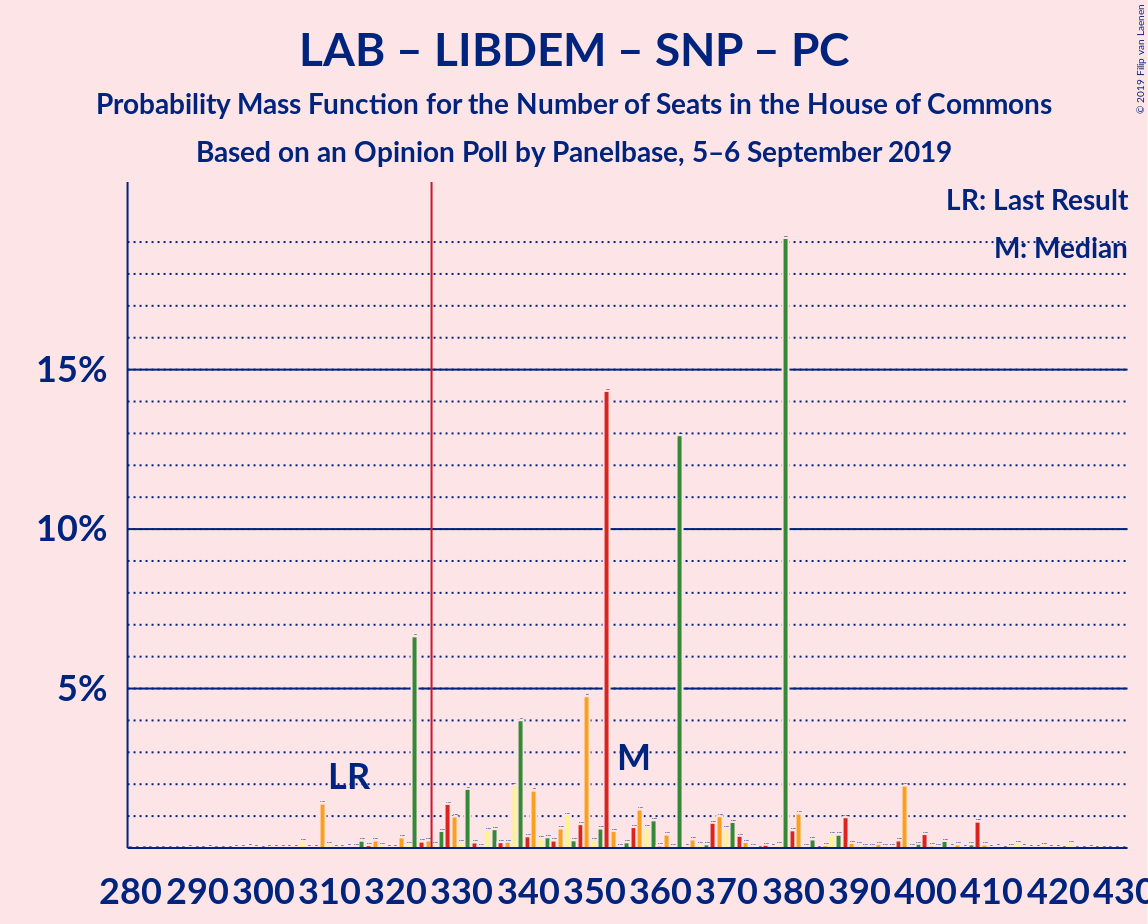 LAB – LIBDEM – SNP – PC
Probability Mass Function for the Number of Seats in the House of Commons
Based on an Opinion Poll by Panelbase, 5–6 September 2019
© 2019 Filip van Laenen
LR: Last Result
M: Median
15%
10%
5%
LR
M
280 290 300 310 320 330 340 350 360 370 380 390 400 410 420 430